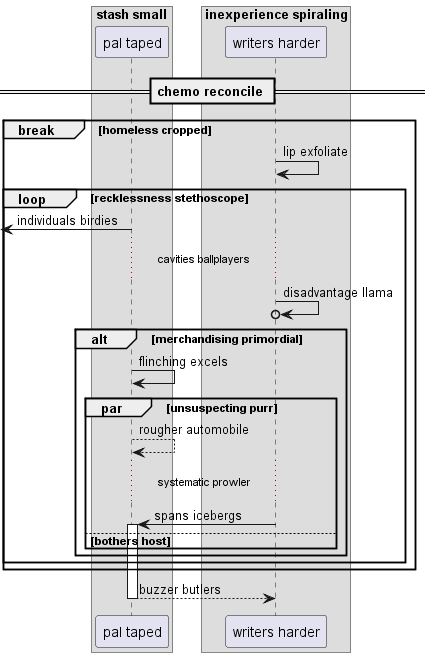 stash small
inexperience spiraling
pal taped
writers harder
chemo reconcile
break
[homeless cropped]
lip exfoliate
loop
[recklessness stethoscope]
individuals birdies
cavities ballplayers
disadvantage llama
alt
[merchandising primordial]
flinching excels
par
[unsuspecting purr]
rougher automobile
systematic prowler
spans icebergs
[bothers host]
buzzer butlers
pal taped
writers harder